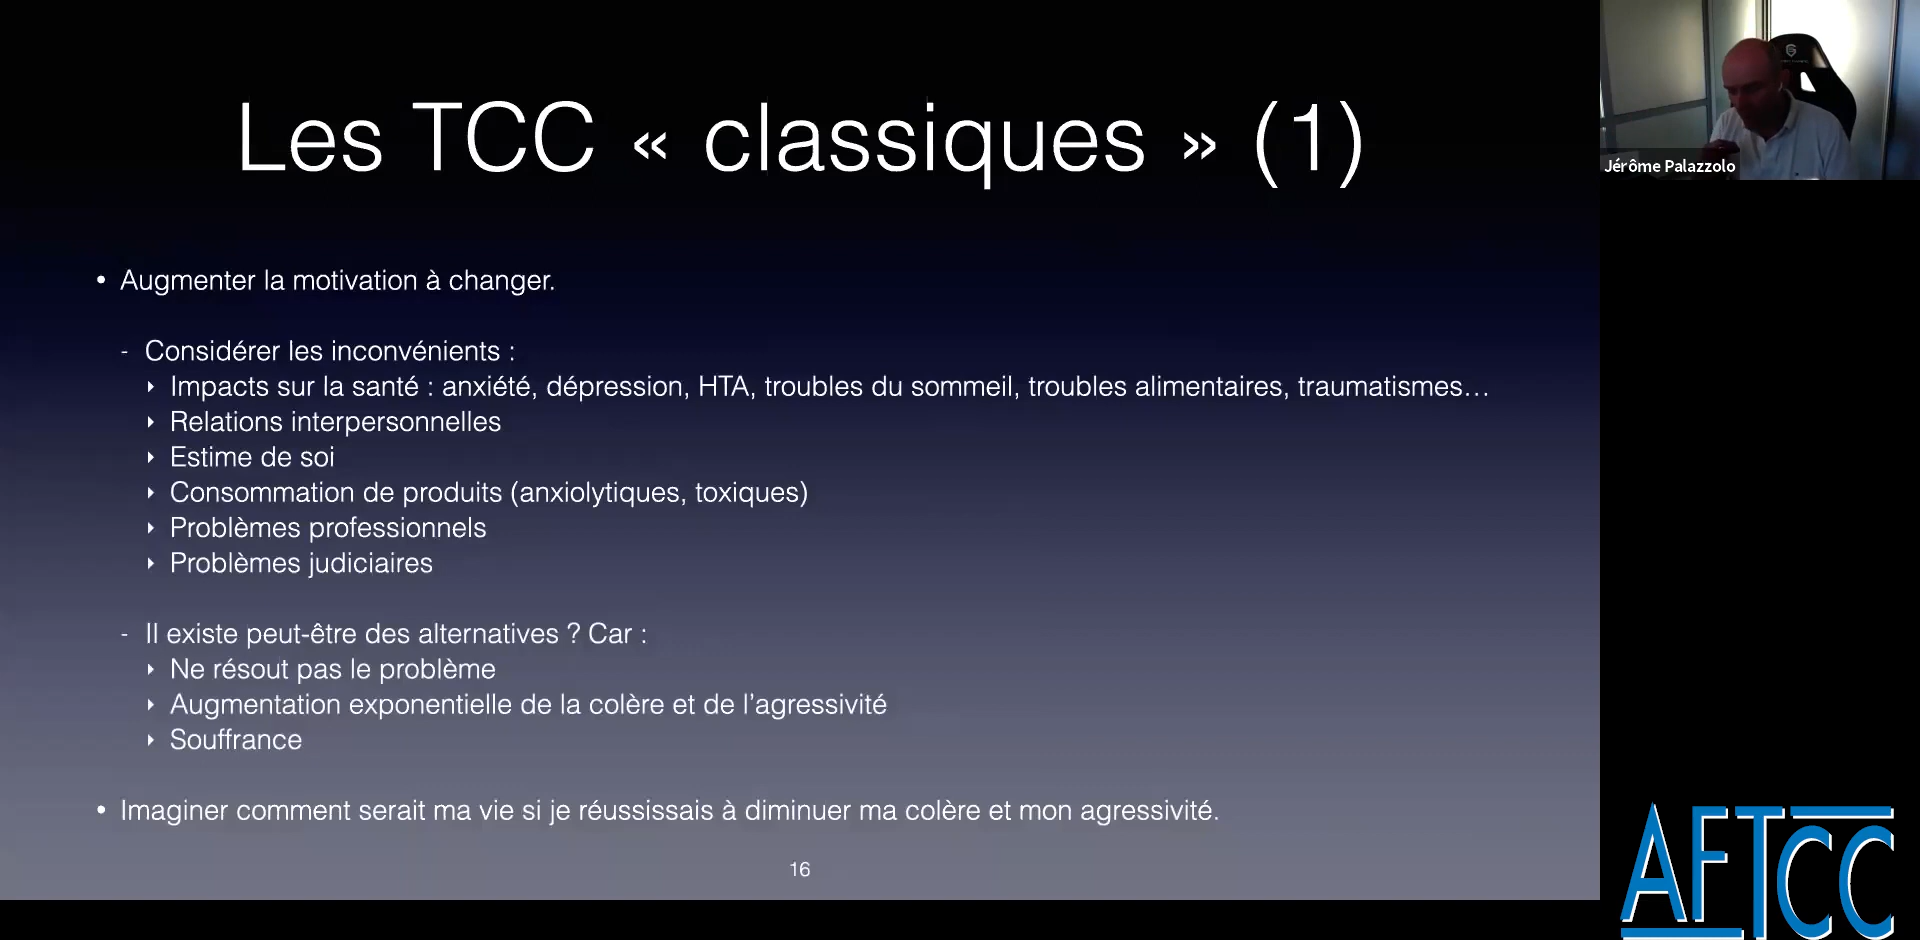 Les TCC « classiques » (1)
• Augmenter la motivation à changer.
- Considérer les inconvénients :
‣ Impacts sur la santé : anxiété, dépression, HTA, troubles du sommeil, troubles alimentaires, traumatismes…
‣ Relations interpersonnelles
‣ Estime de soi
‣ Consommation de produits (anxiolytiques, toxiques)
‣ Problèmes professionnels
‣ Problèmes judiciaires
- Il existe peut-être des alternatives ? Car :
‣ Ne résout pas le problème
‣ Augmentation exponentielle de la colère et de l’agressivité
‣ Souffrance
• Imaginer comment serait ma vie si je réussissais à diminuer ma colère et mon agressivité.
16
Jérôme Palazzolo
AFTCC